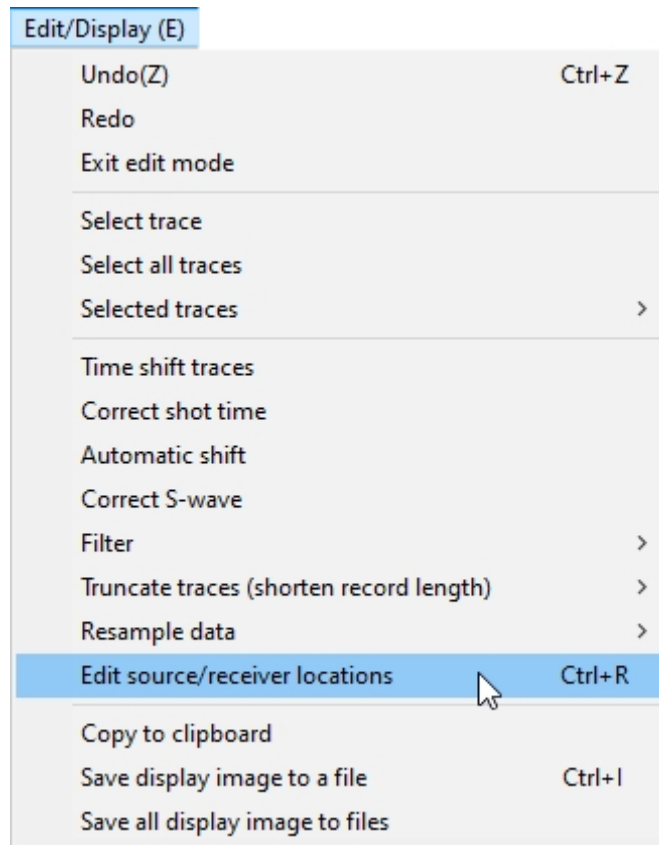 Edit/Display (E)
Undo(Z) Ctrl+Z
Redo
Exit edit mode
Select trace
Select all traces
Selected traces
Time shift traces
Correct shot time
Automatic shift
Correct S-wave
Filter
Truncate traces (shorten record length)
Resample data
Edit source/receiver locations Ctrl+R
Copy to clipboard
Save display image to a file Ctrl+I
Save all display image to files